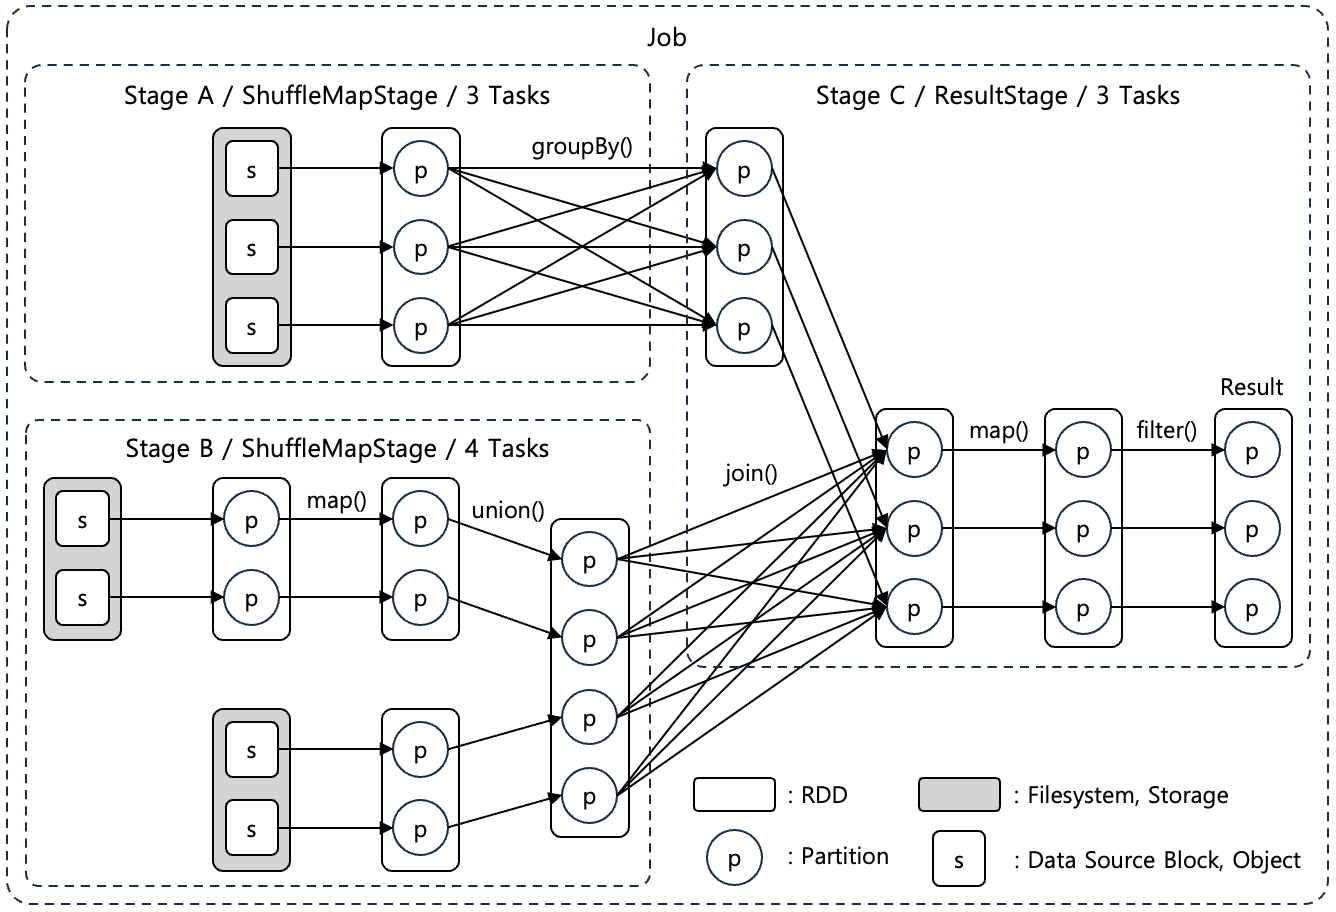 Job
Stage A / ShuffleMapStage / 3 Tasks
s
p
groupBy()
s
p
s
p
Stage B / ShuffleMapStage / 4 Tasks
s
p
map()
p
union()
s
p
p
s
p
s
p
p
p
p
p
join()
Stage C / ResultStage / 3 Tasks
p
p
p
Result
p
map()
p
filter()
p
p
p
p
p
p
p
: RDD
: Filesystem, Storage
p
: Partition
s
: Data Source Block, Object